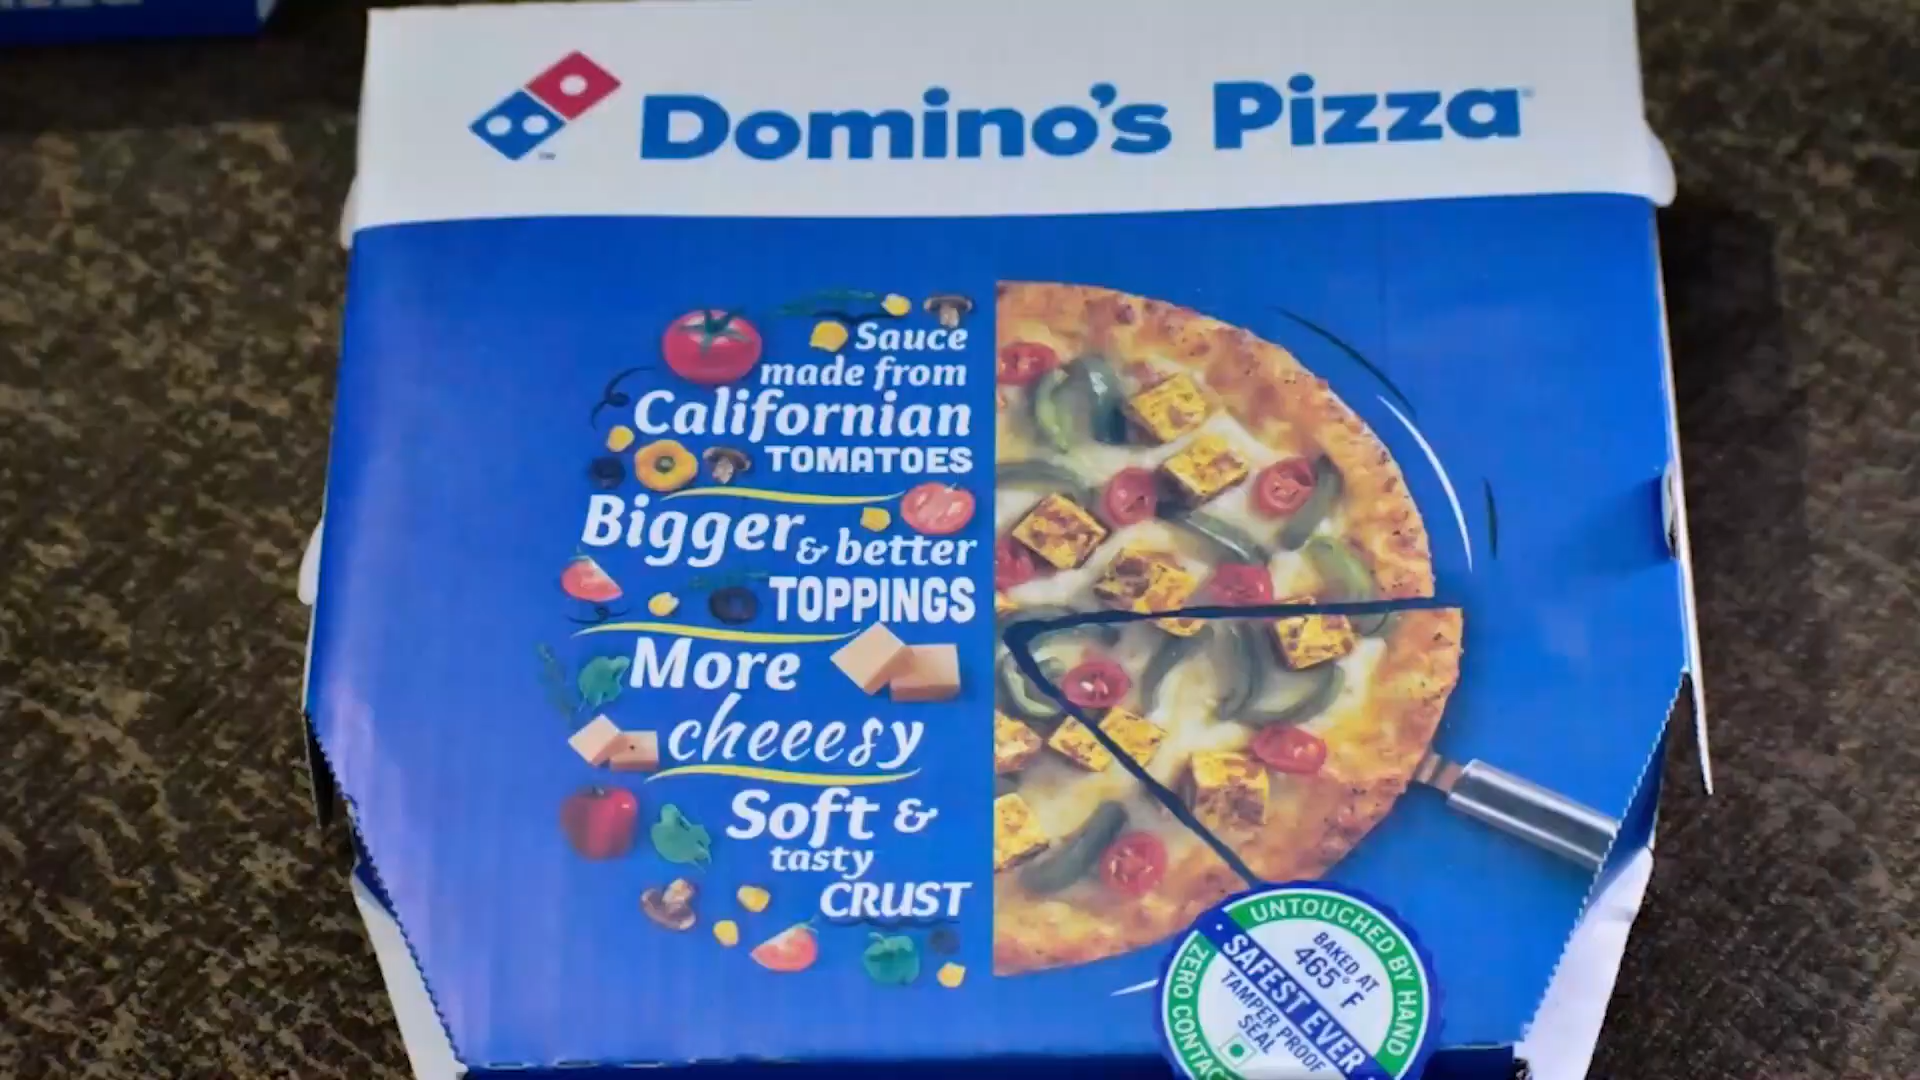 Domino's Pizza
Sauce
made from
Californian
TOMATOES
Bigger & better
TOPPINGS
More
cheeesy
Soft &
tasty
CRUST
UNTOUCHED BY HAND
BAKED AT
465° F
SAFEST EVER
TAMPER PROOF
SEAL
ZERO